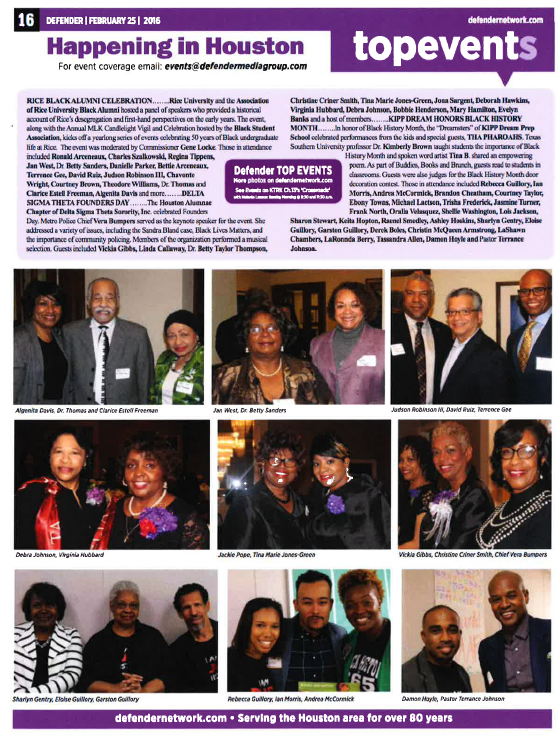 16 DEFENDER | FEBRUARY 25 | 2016
defendernetwork.com
Happening in Houston
For event coverage email: events@defendermediagroup.com
topevents
RICE BLACK ALUMNI CELEBRATION…….Rice University and the Association
of Rice University Black Alumni hosted a panel of speakers who provided a historical
account of Rice's desegregation and first-hand perspectives on the early years. The event,
along with the Annual MLK Candlelight Vigil and Celebration hosted by the Black Student
Association, kicks off a yearlong series of events celebrating 50 years of Black undergraduate
life at Rice. The event was moderated by Commissioner Gene Locke. Those in attendance
included Ronald Arceneaux, Charles Szalkowski, Regina Tippens,
Jan West, Dr. Betty Sanders, Danielle Parker, Bettie Arceneaux,
Terrence Gee, David Ruiz, Judson Robinson III, Chavonte
Wright, Courtney Brown, Theodore Williams, Dr. Thomas and
Clarice Estell Freeman, Algenita Davis and more…….DELTA
SIGMA THETA FOUNDERS DAY …….The Houston Alumnae
Chapter of Delta Sigma Theta Sorority, Inc. celebrated Founders
Day. Metro Police Chief Vera Bumpers served as the keynote speaker for the event. She
addressed a variety of issues, including the Sandra Bland case, Black Lives Matters, and
the importance of community policing. Members of the organization performed a musical
selection. Guests included Vickia Gibbs, Linda Callaway, Dr. Betty Taylor Thompson,
Defender TOP EVENTS
More photos on defendernetwork.com
See Events on KTRK Ch.13's "Crossroads"
Christine Criner Smith, Tina Marie Jones-Green, Jona Sargent, Deborah Hawkins,
Virginia Hubbard, Debra Johnson, Bobbie Henderson, Mary Hamilton, Evelyn
Banks and a host of members…….KIPP DREAM HONORS BLACK HISTORY
MONTH…….In honor of Black History Month, the "Dreamers" of KIPP Dream Prep
School celebrated performances from the kids and special guests, THA PHAROAHS. Texas
Southern University professor Dr. Kimberly Brown taught students the importance of Black
History Month and spoken word artist Tina B. shared an empowering
poem. As part of Buddies, Books and Brunch, guests read to students in
classrooms. Guests were also judges for the Black History Month door
decoration contest. Those in attendance included Rebecca Guillory, Ian
Morris, Andrea McCormick, Brandon Cheatham, Courtney Taylor,
Ebony Towns, Michael Lactson, Trisha Frederick, Jasmine Turner,
Frank North, Oralia Velasquez, Shellie Washington, Lois Jackson,
Sharon Stewart, Keita Hopton, Raenel Smedley, Ashley Hoskins, Sharlyn Gentry, Eloise
Guillory, Garston Guillory, Derek Boles, Christin McQueen Armstrong, LaShawn
Chambers, LaRonnda Berry, Tassandra Allen, Damon Hoyle and Pastor Terrance
Johnson.
Algenita Davis, Dr. Thomas and Clarice Estell Freeman
Jan West, Dr. Betty Sanders
Judson Robinson III, David Ruiz, Terrence Gee
Debra Johnson, Virginia Hubbard
Jackie Pope, Tina Marie Jones-Green
Vickia Gibbs, Christine Criner Smith, Chief Vera Bumpers
Sharlyn Gentry, Eloise Guillory, Garston Guillory
Rebecca Guillory, Ian Morris, Andrea McCormick
Damon Hoyle, Pastor Terrance Johnson
defendernetwork.com • Serving the Houston area for over 80 years